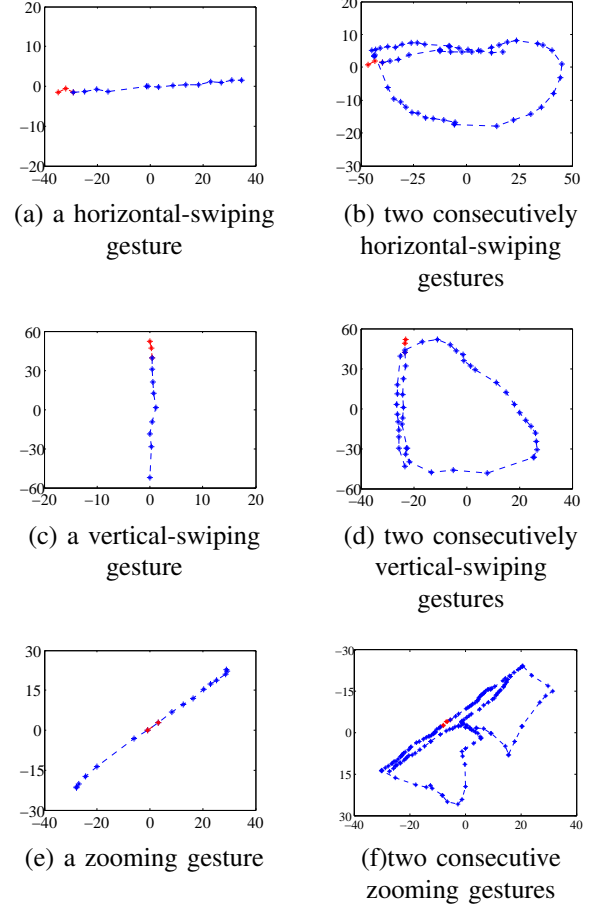 20
10
0
−10
−20
−40 −20 0 20 40
(a) a horizontal-swiping
gesture
30
20
10
0
−10
−20
−30
−50 −25 0 25 50
(b) two consecutively
horizontal-swiping
gestures
60
30
0
−30
−60
−20 −10 0 10 20
(c) a vertical-swiping
gesture
60
30
0
−30
−60
−40 −20 0 20 40
(d) two consecutively
vertical-swiping
gestures
30
15
0
−15
−30
−40 −20 0 20 40
(e) a zooming gesture
−30
−15
0
15
30
−40 −20 0 20 40
(f)two consecutive
zooming gestures